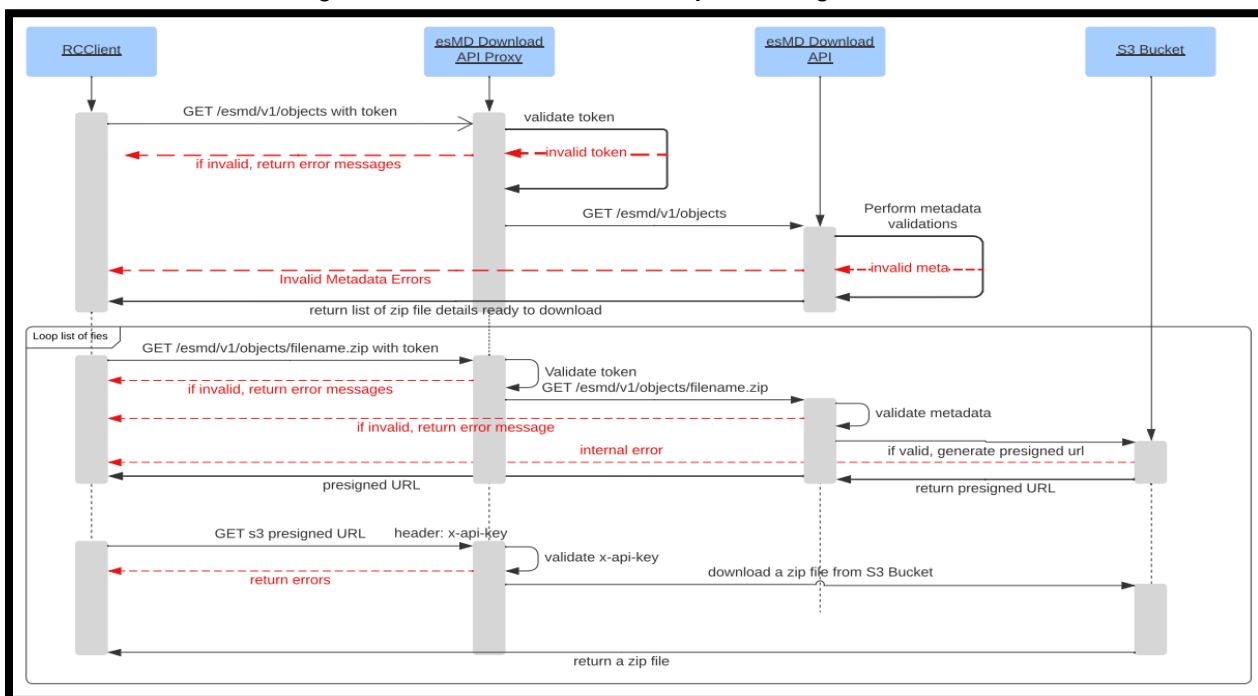 RCClient
esMD Download
API Proxy
esMD Download
API
S3 Bucket
GET /esmd/v1/objects with token
validate token
invalid token
if invalid, return error messages
GET /esmd/v1/objects
Perform metadata
validations
invalid meta
Invalid Metadata Errors
return list of zip file details ready to download
Loop list of fies
GET /esmd/v1/objects/filename.zip with token
Validate token
if invalid, return error messages
GET /esmd/v1/objects/filename.zip
validate metadata
if invalid, return error message
if valid, generate presigned url
internal error
presigned URL
return presigned URL
GET s3 presigned URL
header: x-api-key
validate x-api-key
return errors
download a zip file from S3 Bucket
return a zip file